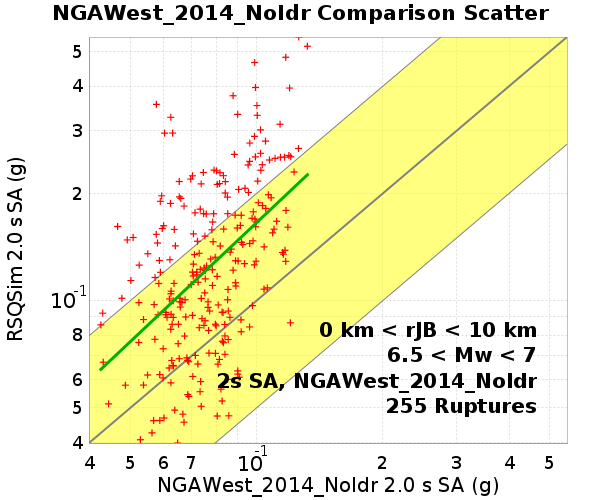 NGAWest_2014_NoIdr Comparison Scatter
5
4
3
2
10^-1
8
6
5
4
RSQSim 2.0 s SA (g)
0 km < rJB < 10 km
6.5 < Mw < 7
2s SA, NGAWest_2014_NoIdr
255 Ruptures
4 5 6 7 10^-1 2 3 4 5
NGAWest_2014_NoIdr 2.0 s SA (g)